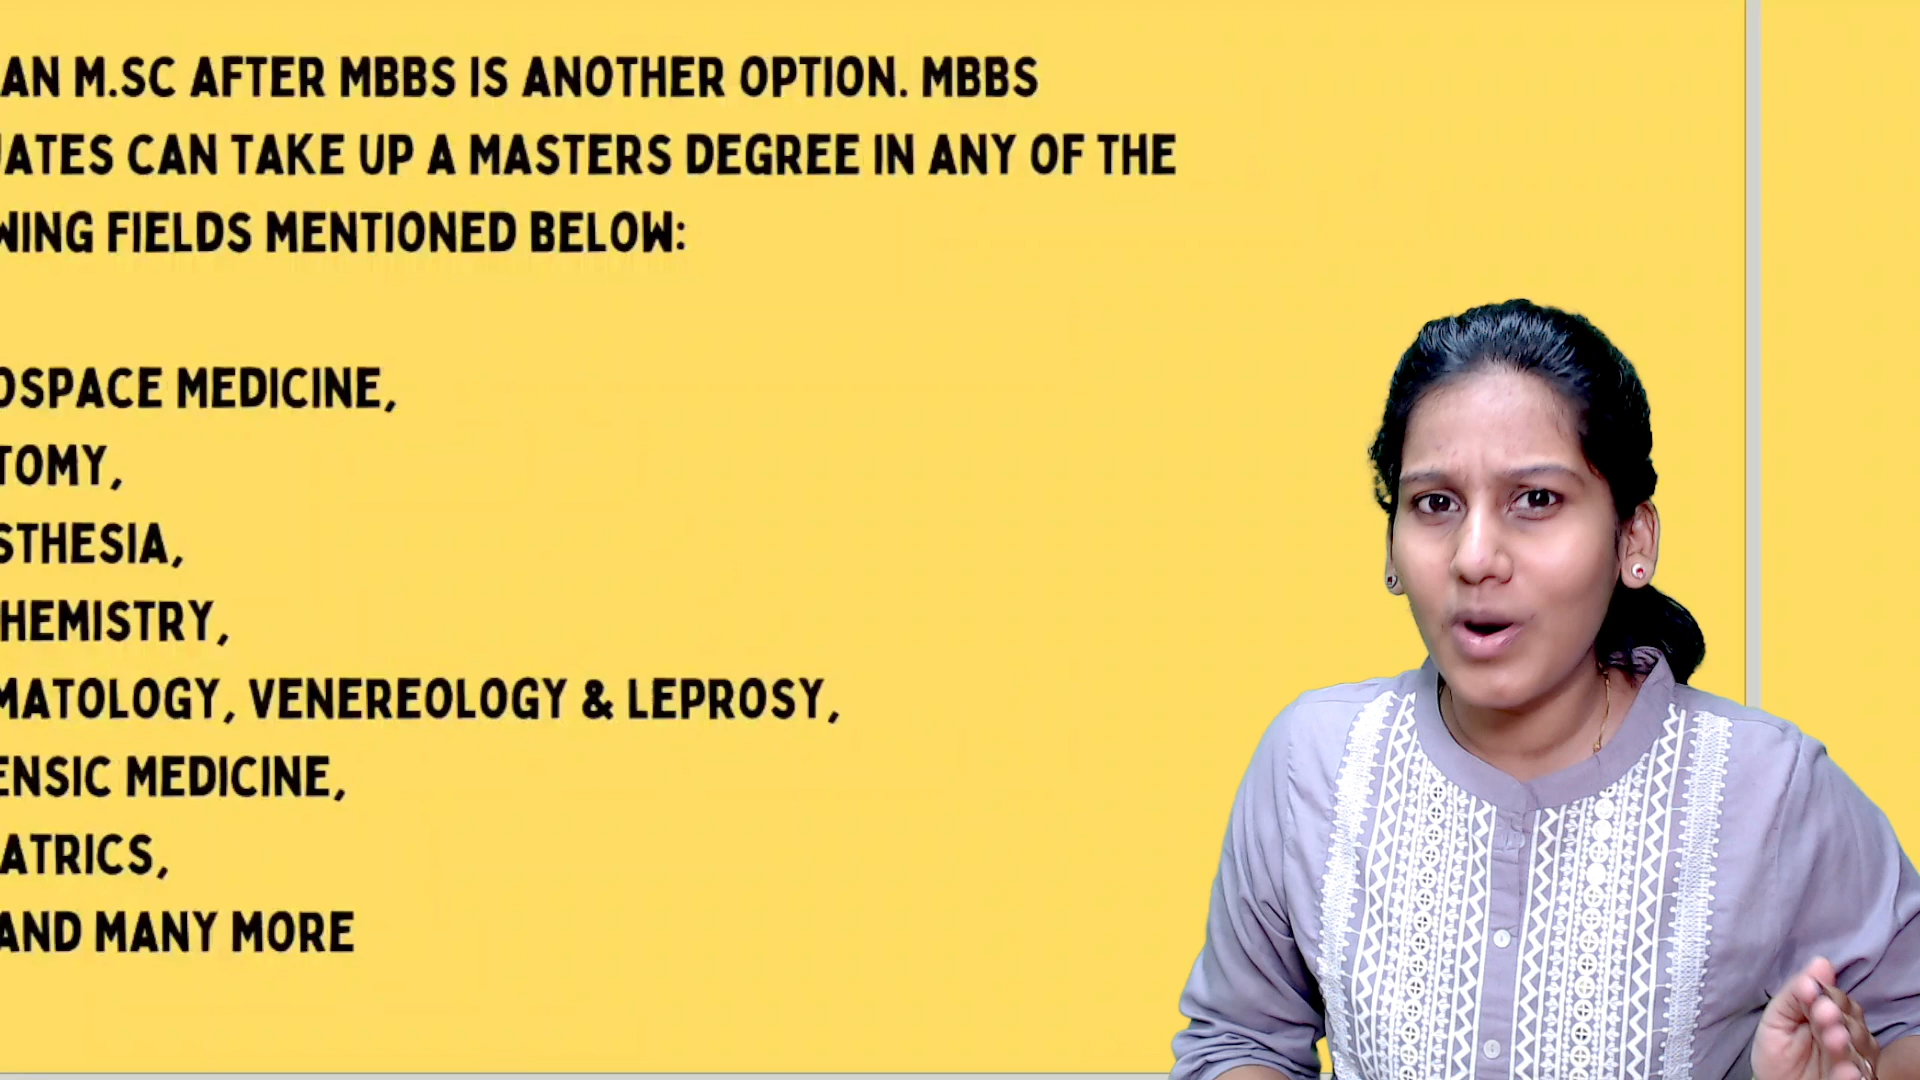 AN M.SC AFTER MBBS IS ANOTHER OPTION. MBBS
UATES CAN TAKE UP A MASTERS DEGREE IN ANY OF THE
WING FIELDS MENTIONED BELOW:
OSPACE MEDICINE,
TOMY,
STHESIA,
HEMISTRY,
MATOLOGY, VENEREOLOGY & LEPROSY,
ENSIC MEDICINE,
ATRICS,
AND MANY MORE